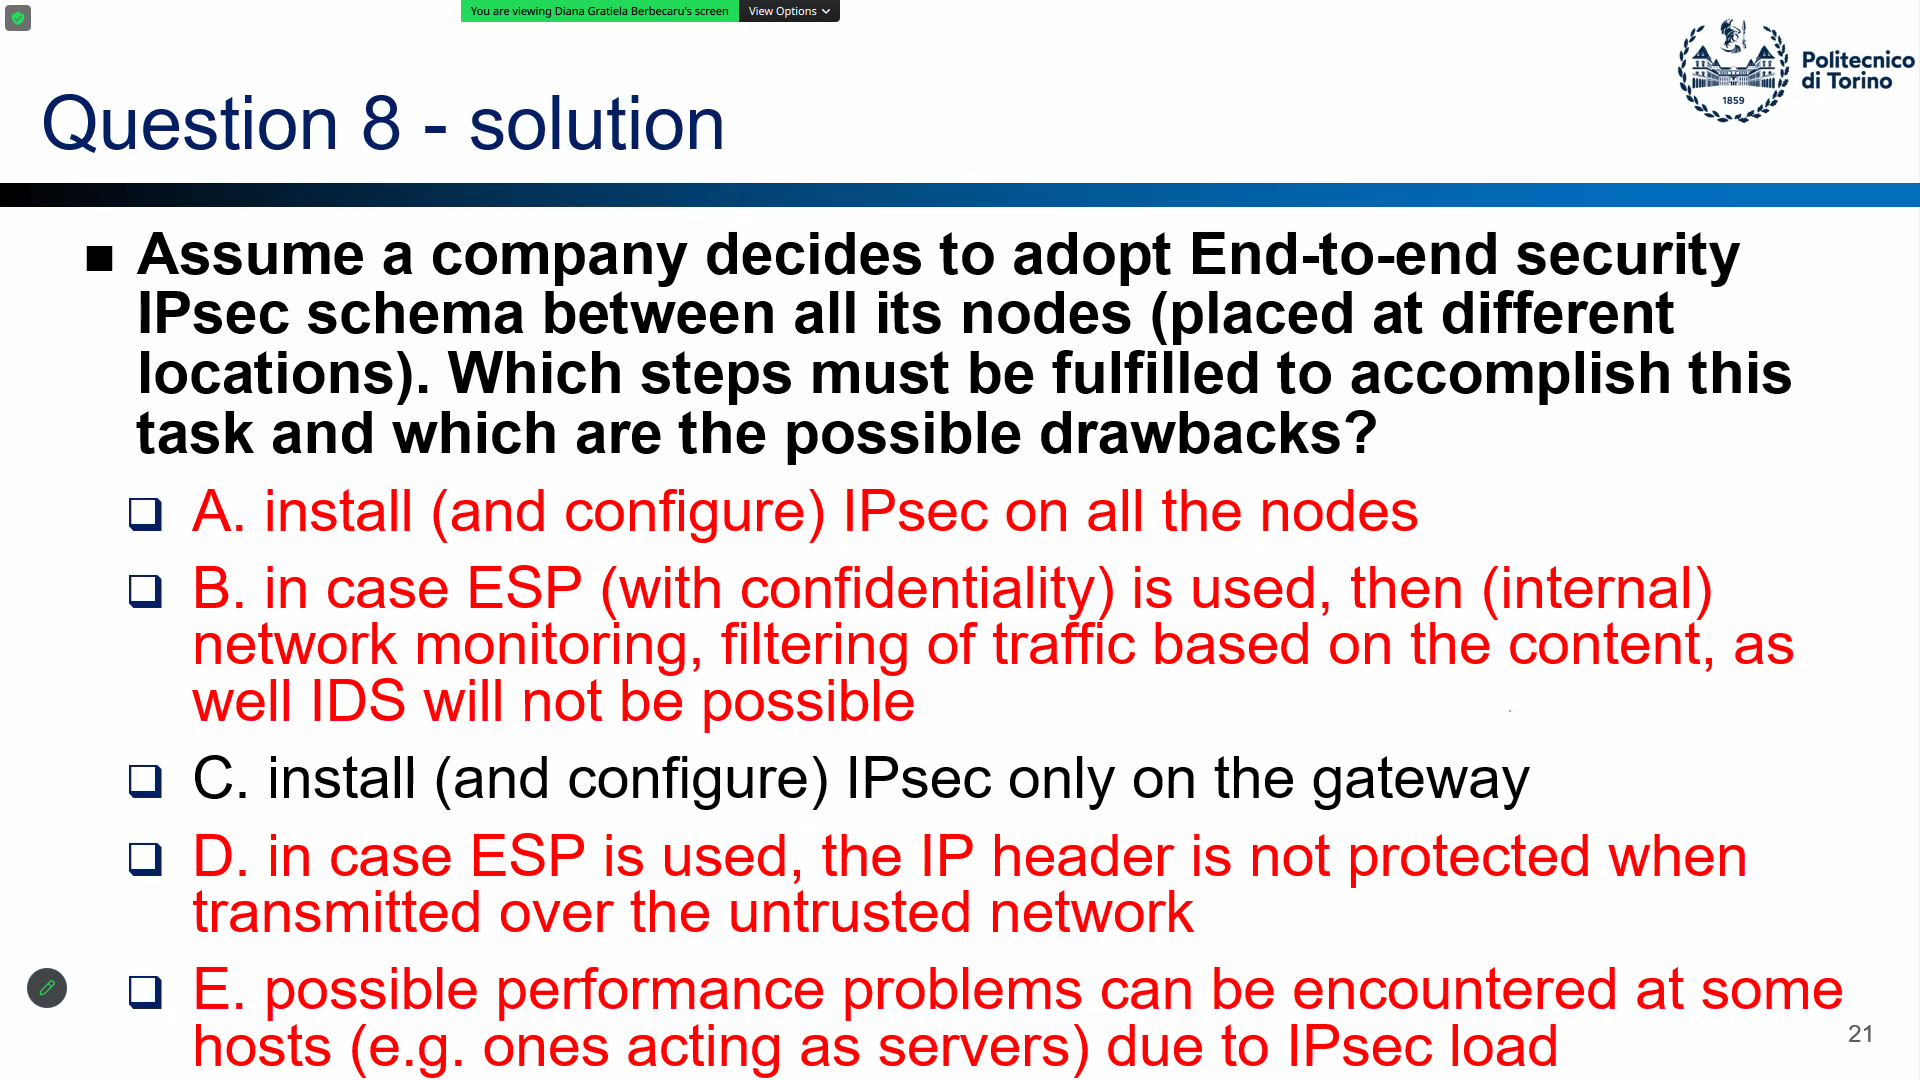 You are viewing Diana Gratiela Berbecaru's screen
View Options
Politecnico
di Torino
1859
Question 8 - solution
Assume a company decides to adopt End-to-end security
IPsec schema between all its nodes (placed at different
locations). Which steps must be fulfilled to accomplish this
task and which are the possible drawbacks?
A. install (and configure) IPsec on all the nodes
B. in case ESP (with confidentiality) is used, then (internal)
network monitoring, filtering of traffic based on the content, as
well IDS will not be possible
C. install (and configure) IPsec only on the gateway
D. in case ESP is used, the IP header is not protected when
transmitted over the untrusted network
E. possible performance problems can be encountered at some
hosts (e.g. ones acting as servers) due to IPsec load
21